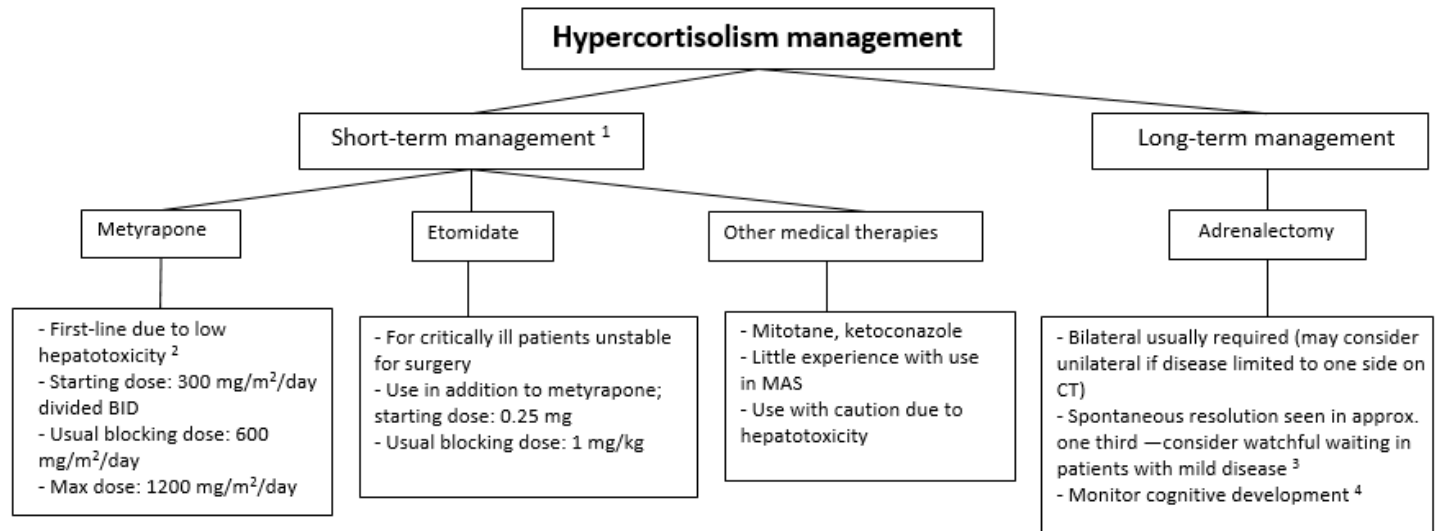 Hypercortisolism management
Short-term management ¹
Long-term management
Metyrapone
Etomidate
Other medical therapies
Adrenalectomy
- First-line due to low
hepatotoxicity ²
- Starting dose: 300 mg/m²/day
divided BID
- Usual blocking dose: 600
mg/m²/day
- Max dose: 1200 mg/m²/day
- For critically ill patients unstable
for surgery
- Use in addition to metyrapone;
starting dose: 0.25 mg
- Usual blocking dose: 1 mg/kg
- Mitotane, ketoconazole
- Little experience with use
in MAS
- Use with caution due to
hepatotoxicity
- Bilateral usually required (may consider
unilateral if disease limited to one side on
CT)
- Spontaneous resolution seen in approx.
one third —consider watchful waiting in
patients with mild disease ³
- Monitor cognitive development ⁴